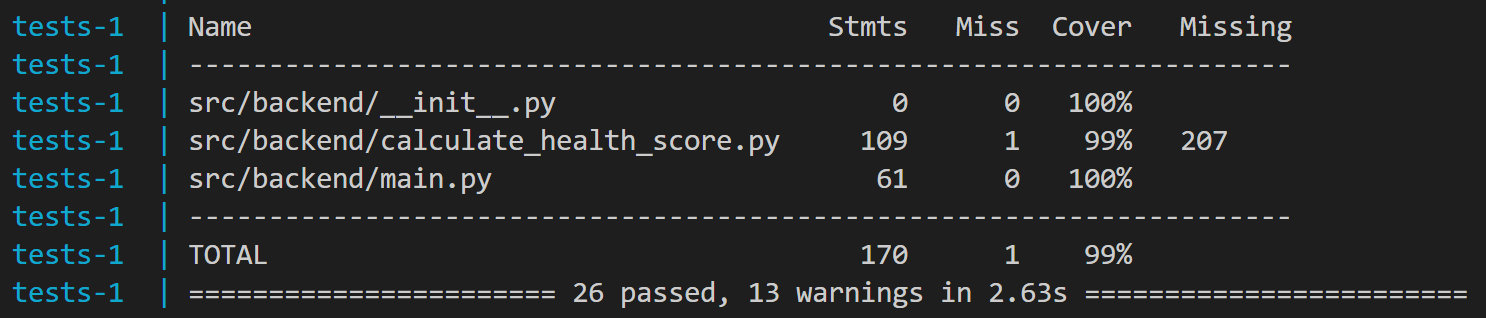 tests-1 | Name Stmts Miss Cover Missing
tests-1 | ---------------------------------------------------------------------
tests-1 | src/backend/__init__.py 0 0 100%
tests-1 | src/backend/calculate_health_score.py 109 1 99% 207
tests-1 | src/backend/main.py 61 0 100%
tests-1 | ---------------------------------------------------------------------
tests-1 | TOTAL 170 1 99%
tests-1 | ======================= 26 passed, 13 warnings in 2.63s ========================